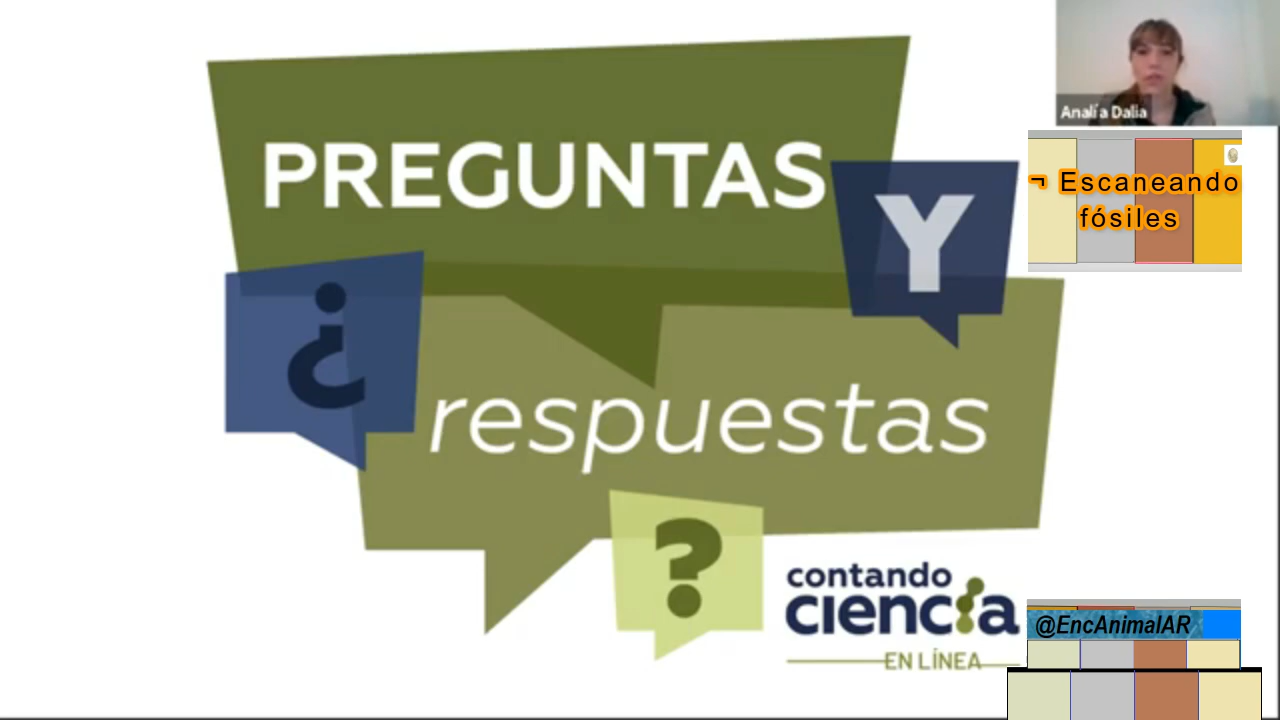 PREGUNTAS
Y
¿
respuestas
?
contando
ciencia
EN LÍNEA
Analía Dalia
¬ Escaneando
fósiles
@EncAnimalAR